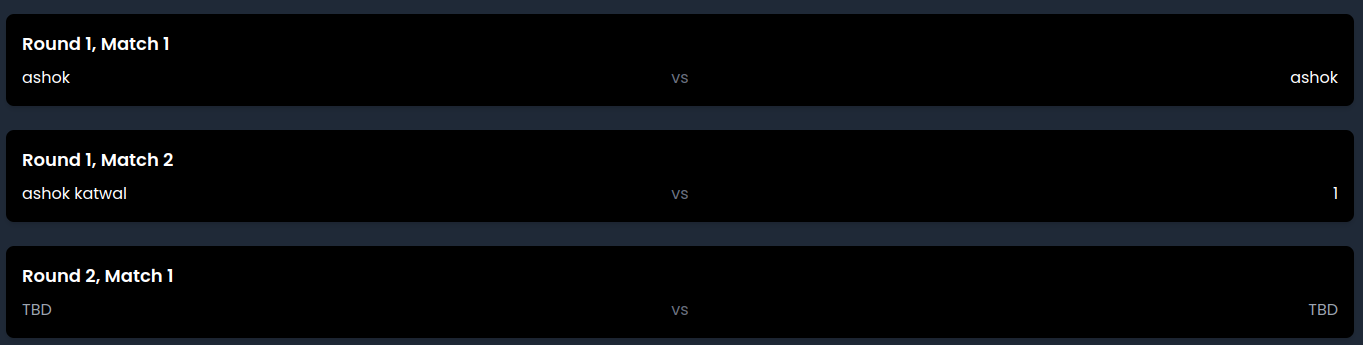 Round 1, Match 1
ashok vs ashok
Round 1, Match 2
ashok katwal vs 1
Round 2, Match 1
TBD vs TBD